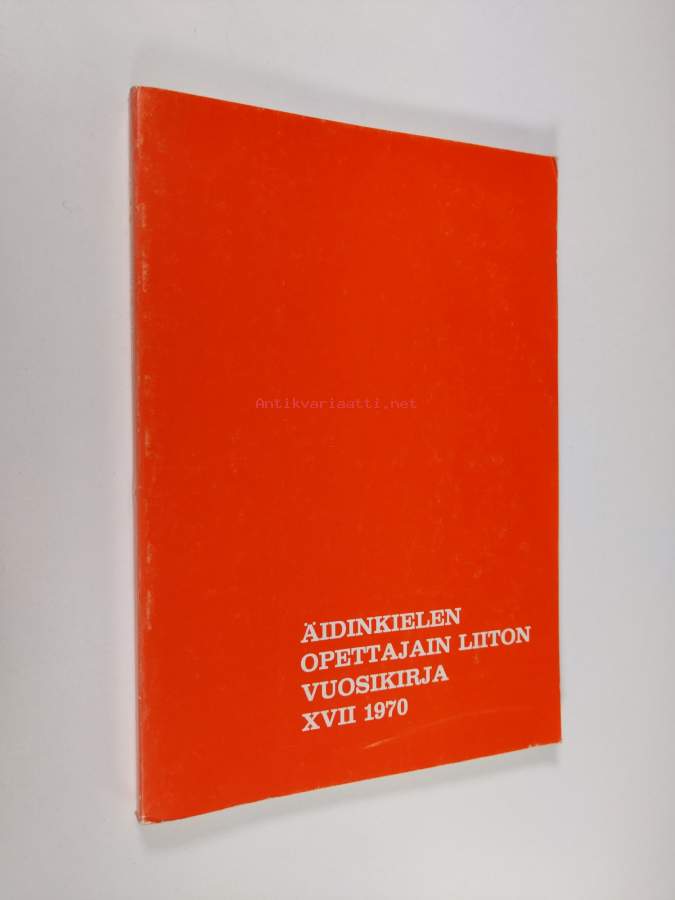 Antikvariaatti.net
ÄIDINKIELEN
OPETTAJAIN LIITON
VUOSIKIRJA
XVII 1970